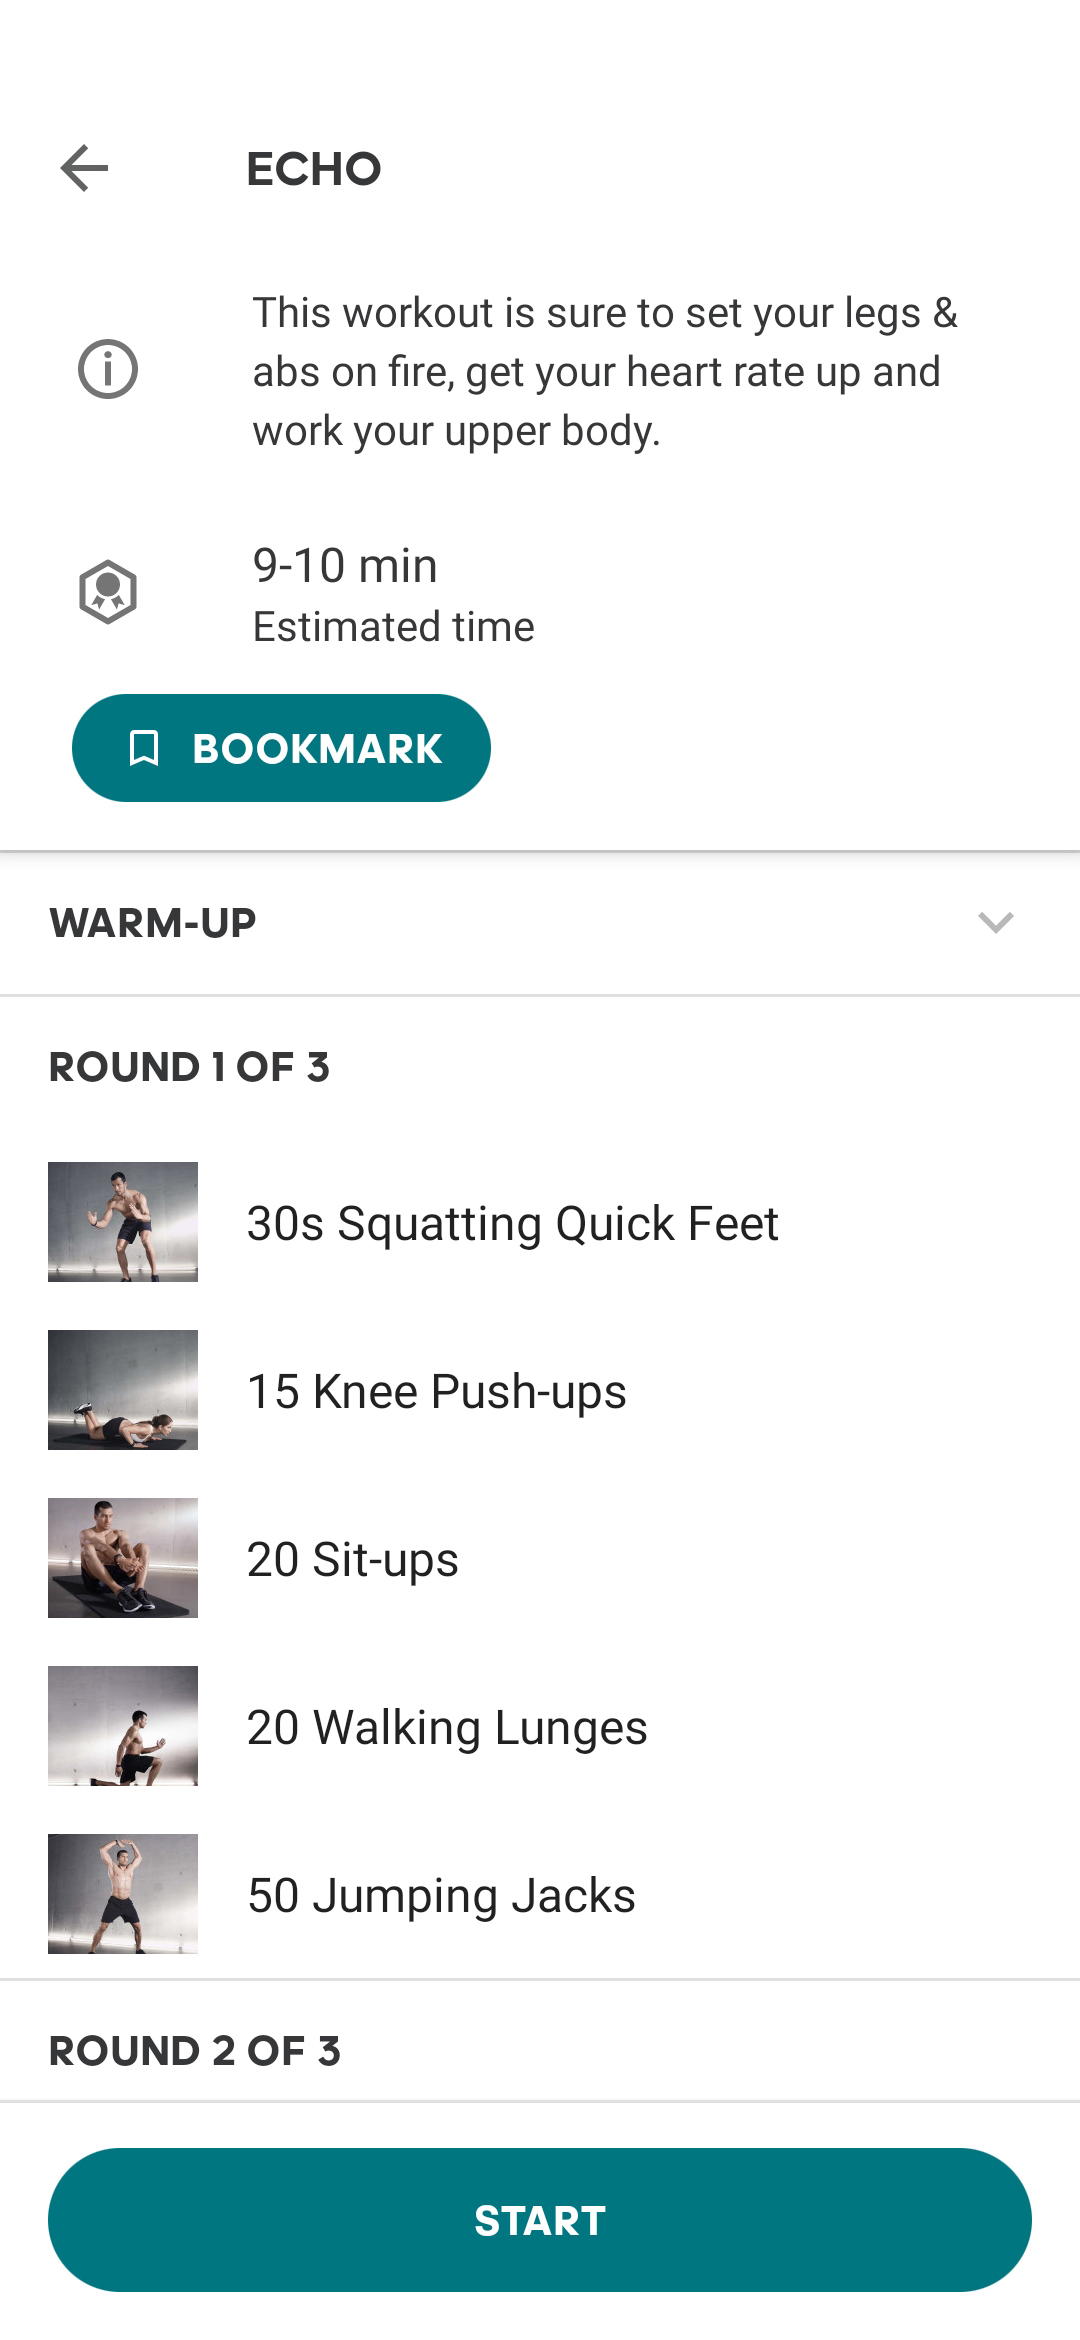 ECHO
This workout is sure to set your legs &
abs on fire, get your heart rate up and
work your upper body.
9-10 min
Estimated time
BOOKMARK
WARM-UP
ROUND 1 OF 3
30s Squatting Quick Feet
15 Knee Push-ups
20 Sit-ups
20 Walking Lunges
50 Jumping Jacks
ROUND 2 OF 3
START